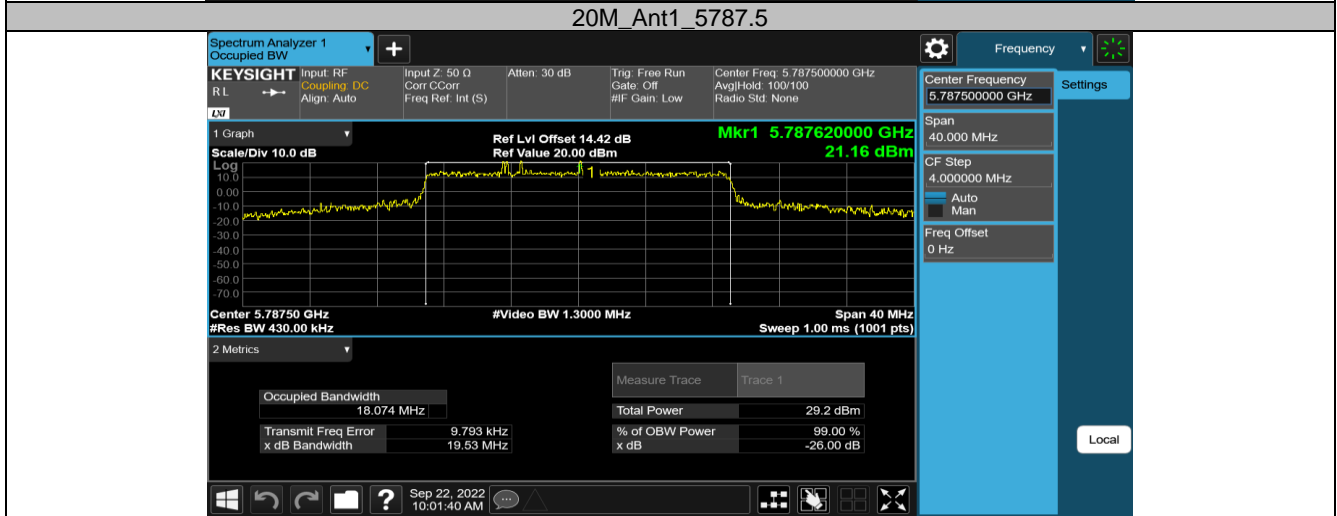 20M_Ant1_5787.5
Spectrum Analyzer 1
Occupied BW
Frequency
KEYSIGHT
RL
LXI
Input: RF
Coupling: DC
Align: Auto
Input Z: 50 Ω
Corr CCorr
Freq Ref: Int (S)
Atten: 30 dB
Trig: Free Run
Gate: Off
#IF Gain: Low
Center Freq: 5.787500000 GHz
Avg|Hold: 100/100
Radio Std: None
Center Frequency
5.787500000 GHz
Settings
Span
40.000 MHz
CF Step
4.000000 MHz
Auto
Man
Freq Offset
0 Hz
Local
1 Graph
Scale/Div 10.0 dB
Ref Lvl Offset 14.42 dB
Ref Value 20.00 dBm
Mkr1 5.787620000 GHz
21.16 dBm
Log
10.0
0.00
-10.0
-20.0
-30.0
-40.0
-50.0
-60.0
-70.0
1
Center 5.78750 GHz
#Video BW 1.3000 MHz
Span 40 MHz
#Res BW 430.00 kHz
Sweep 1.00 ms (1001 pts)
2 Metrics
Measure Trace Trace 1
Occupied Bandwidth
18.074 MHz
Total Power 29.2 dBm
Transmit Freq Error 9.793 kHz
% of OBW Power 99.00 %
x dB Bandwidth 19.53 MHz
x dB -26.00 dB
?
Sep 22, 2022
10:01:40 AM